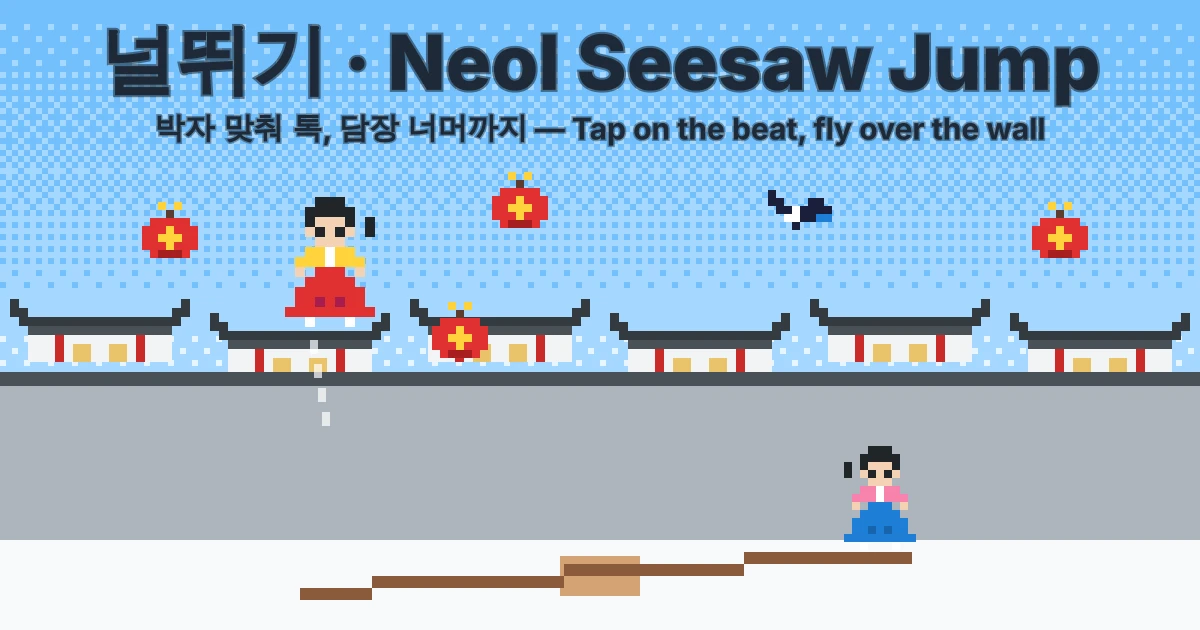 널뛰기 · Neol Seesaw Jump
박자 맞춰 톡, 담장 너머까지 — Tap on the beat, fly over the wall